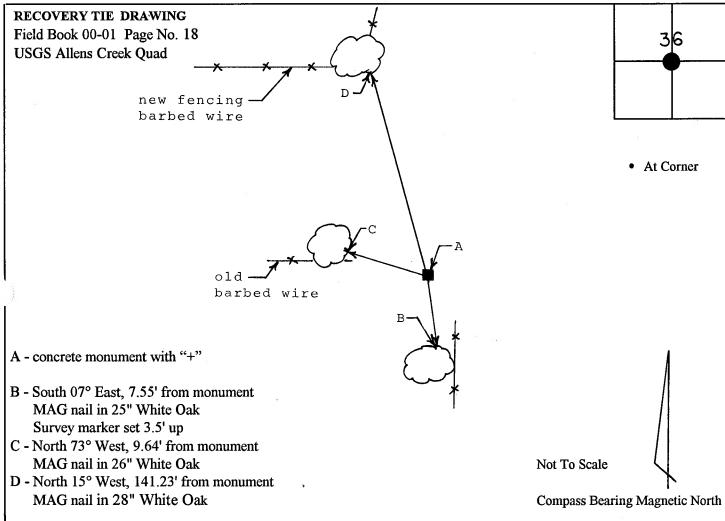 RECOVERY TIE DRAWING
Field Book 00-01 Page No. 18
USGS Allens Creek Quad
36
D
new fencing
barbed wire
• At Corner
C
A
old
barbed wire
B
A - concrete monument with “+”
B - South 07° East, 7.55' from monument
MAG nail in 25" White Oak
Survey marker set 3.5' up
C - North 73° West, 9.64' from monument
MAG nail in 26" White Oak
D - North 15° West, 141.23' from monument
MAG nail in 28" White Oak
Not To Scale
Compass Bearing Magnetic North